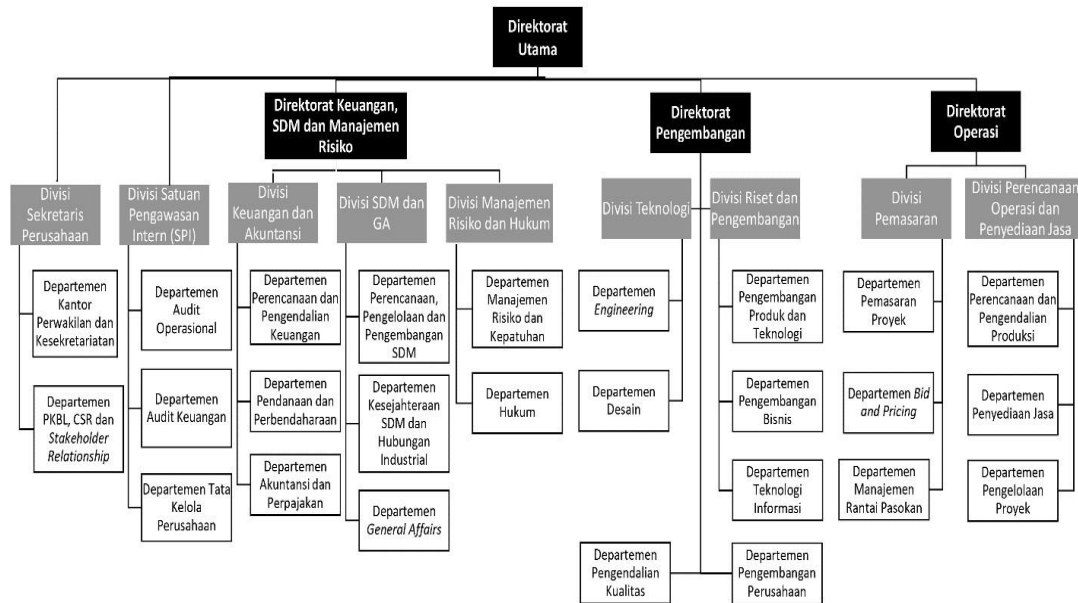 Direktorat
Utama
Direktorat Keuangan,
SDM dan Manajemen
Risiko
Direktorat
Pengembangan
Direktorat
Operasi
Divisi
Sekretaris
Perusahaan
Divisi Satuan
Pengawasan
Intern (SPI)
Divisi
Keuangan dan
Akuntansi
Divisi SDM dan
GA
Divisi Manajemen
Risiko dan Hukum
Divisi Teknologi
Divisi Riset dan
Pengembangan
Divisi
Pemasaran
Divisi Perencanaan
Operasi dan
Penyediaan Jasa
Departemen
Kantor
Perwakilan dan
Kesekretariatan
Departemen
Audit
Operasional
Departemen
Perencanaan dan
Pengendalian
Keuangan
Departemen
Perencanaan,
Pengelolaan dan
Pengembangan
SDM
Departemen
Manajemen
Risiko dan
Kepatuhan
Departemen
Engineering
Departemen
Pengembangan
Produk dan
Teknologi
Departemen
Pemasaran
Proyek
Departemen
Perencanaan dan
Pengendalian
Produksi
Departemen
PKBL, CSR dan
Stakeholder
Relationship
Departemen
Audit Keuangan
Departemen
Pendanaan dan
Perbendaharaan
Departemen
Kesejahteraan
SDM dan
Hubungan
Industrial
Departemen
Hukum
Departemen
Desain
Departemen
Pengembangan
Bisnis
Departemen Bid
and Pricing
Departemen
Penyediaan Jasa
Departemen Tata
Kelola
Perusahaan
Departemen
Akuntansi dan
Perpajakan
Departemen
General Affairs
Departemen
Teknologi
Informasi
Departemen
Manajemen
Rantai Pasokan
Departemen
Pengelolaan
Proyek
Departemen
Pengendalian
Kualitas
Departemen
Pengembangan
Perusahaan